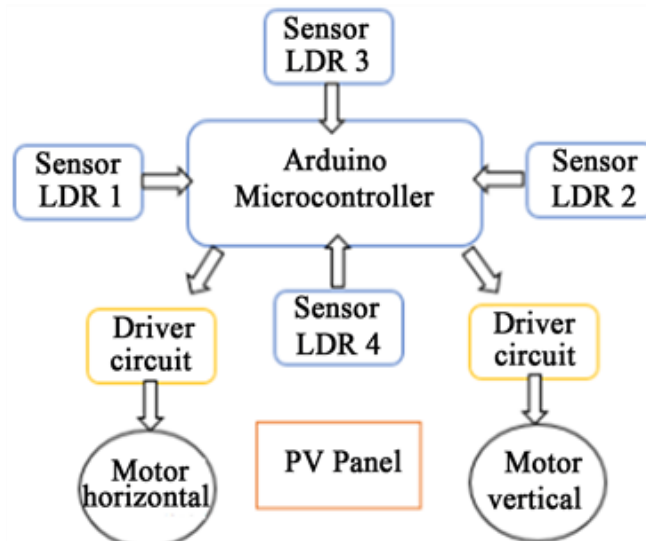 Sensor
LDR 3
Sensor
LDR 1
Arduino
Microcontroller
Sensor
LDR 2
Sensor
LDR 4
Driver
circuit
Driver
circuit
Motor
horizontal
PV Panel
Motor
vertical